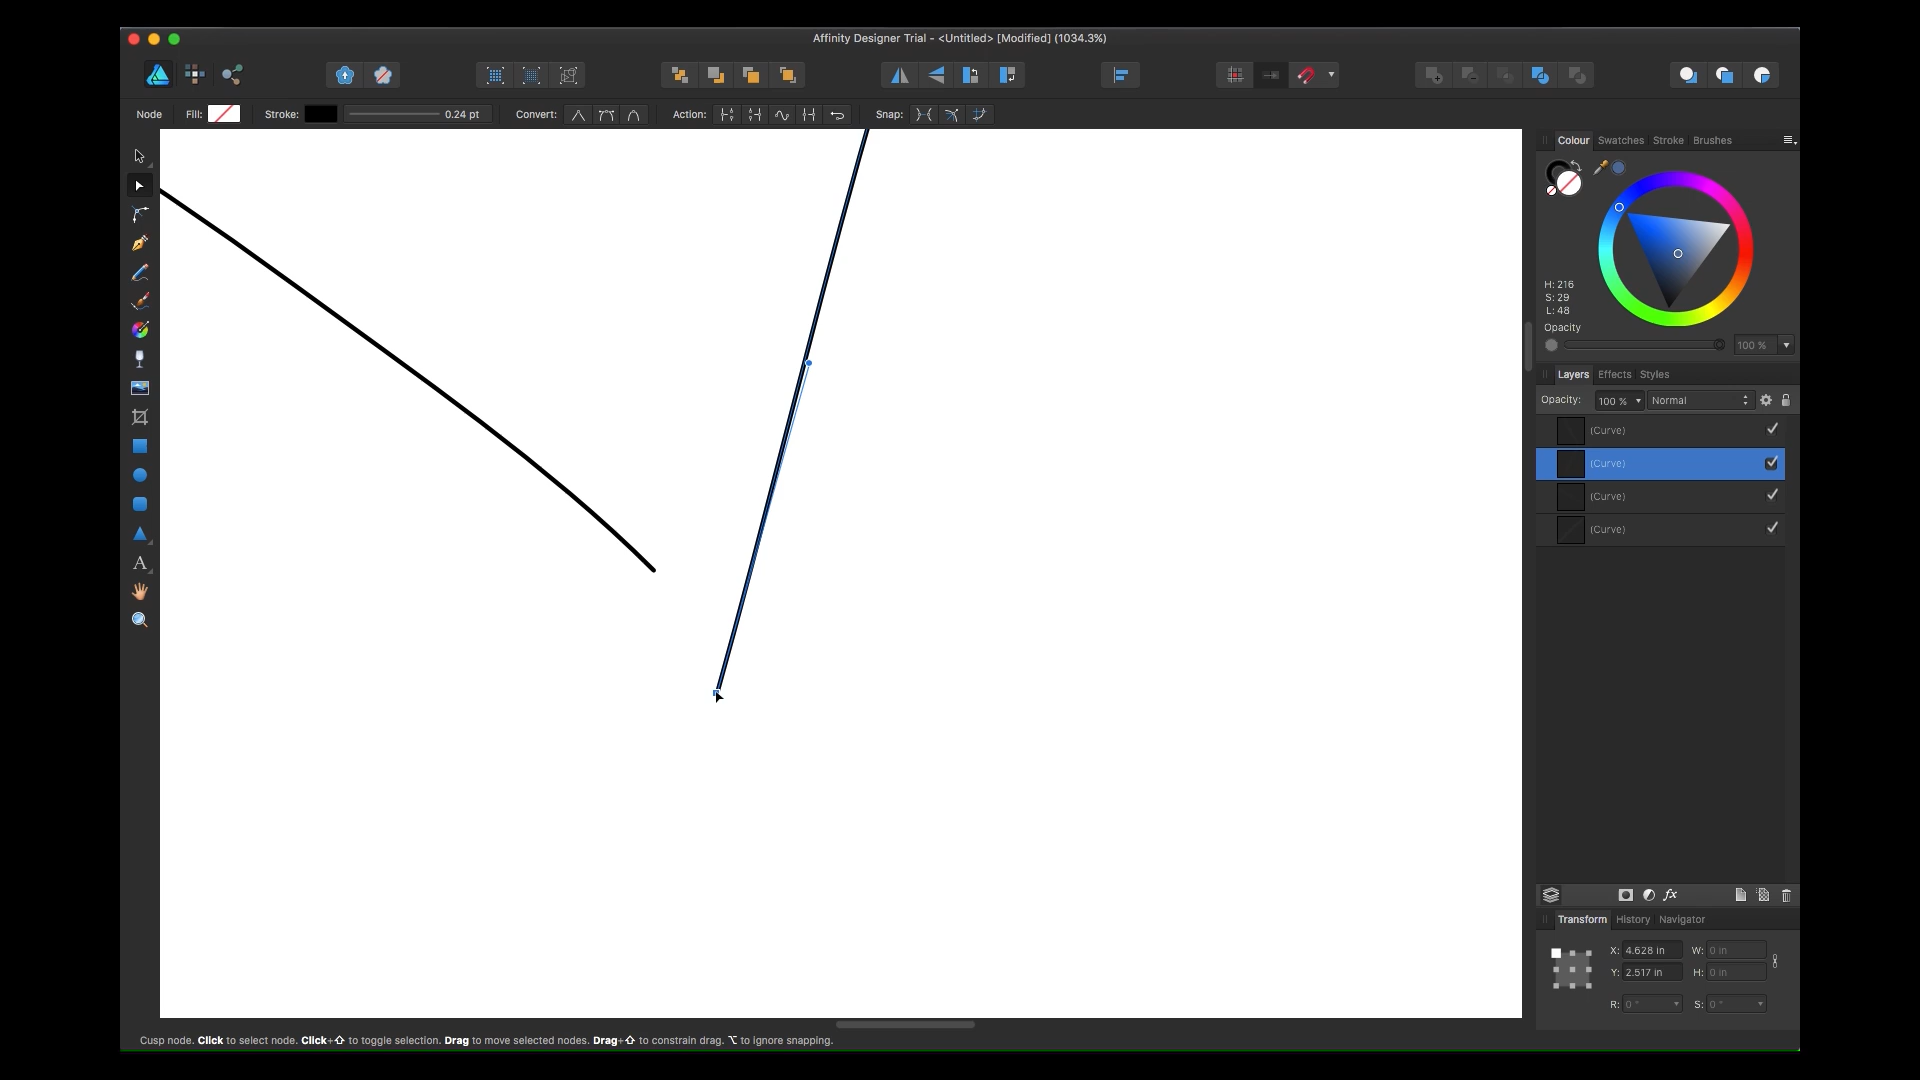 Affinity Designer Trial - <Untitled> [Modified] (1034.3%)
Node Fill: Stroke: 0.24 pt Convert: Action: Snap:
Colour Swatches Stroke Brushes
H: 216
S: 29
L: 48
Opacity
100 %
Layers Effects Styles
Opacity: 100 % Normal
(Curve)
(Curve)
(Curve)
(Curve)
Transform History Navigator
X: 4.628 in W: 0 in
Y: 2.517 in H: 0 in
R: 0 ° S: 0 °
Cusp node. Click to select node. Click+⇧ to toggle selection. Drag to move selected nodes. Drag+⇧ to constrain drag. ⌥ to ignore snapping.